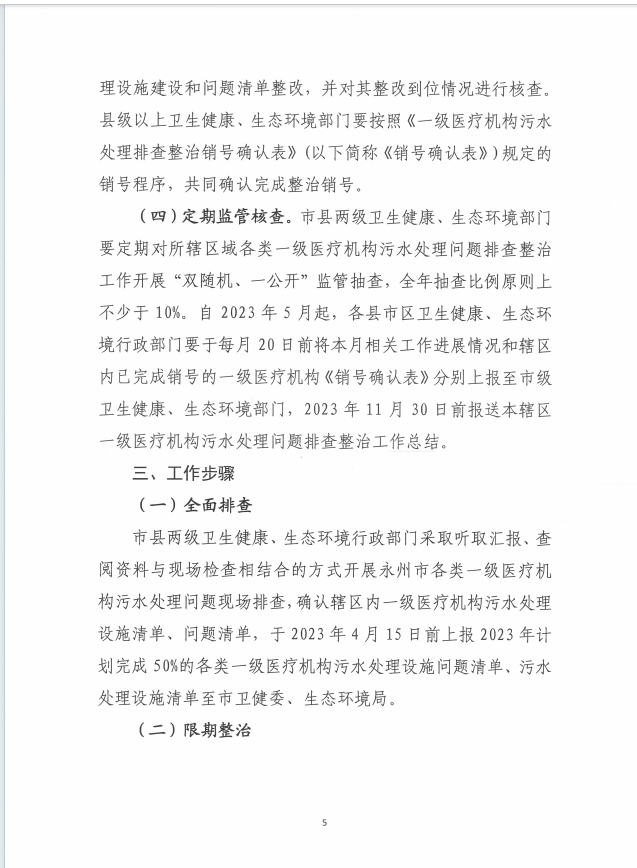 理设施建设和问题清单整改，并对其整改到位情况进行核查。
县级以上卫生健康、生态环境部门要按照《一级医疗机构污水
处理排查整治销号确认表》(以下简称《销号确认表》)规定的
销号程序，共同确认完成整治销号。
（四）定期监管核查。市县两级卫生健康、生态环境部门
要定期对所辖区域各类一级医疗机构污水处理问题排查整治
工作开展“双随机、一公开”监管抽查，全年抽查比例原则上
不少于 10%。自 2023 年 5 月起，各县市区卫生健康、生态环
境行政部门要于每月 20 日前将本月相关工作进展情况和辖区
内已完成销号的一级医疗机构《销号确认表》分别上报至市级
卫生健康、生态环境部门，2023 年 11 月 30 日前报送本辖区
一级医疗机构污水处理问题排查整治工作总结。
三、工作步骤
（一）全面排查
市县两级卫生健康、生态环境行政部门采取听取汇报、查
阅资料与现场检查相结合的方式开展永州市各类一级医疗机
构污水处理问题现场排查，确认辖区内一级医疗机构污水处理
设施清单、问题清单，于 2023 年 4 月 15 日前上报 2023 年计
划完成 50%的各类一级医疗机构污水处理设施问题清单、污水
处理设施清单至市卫健委、生态环境局。
（二）限期整治
5